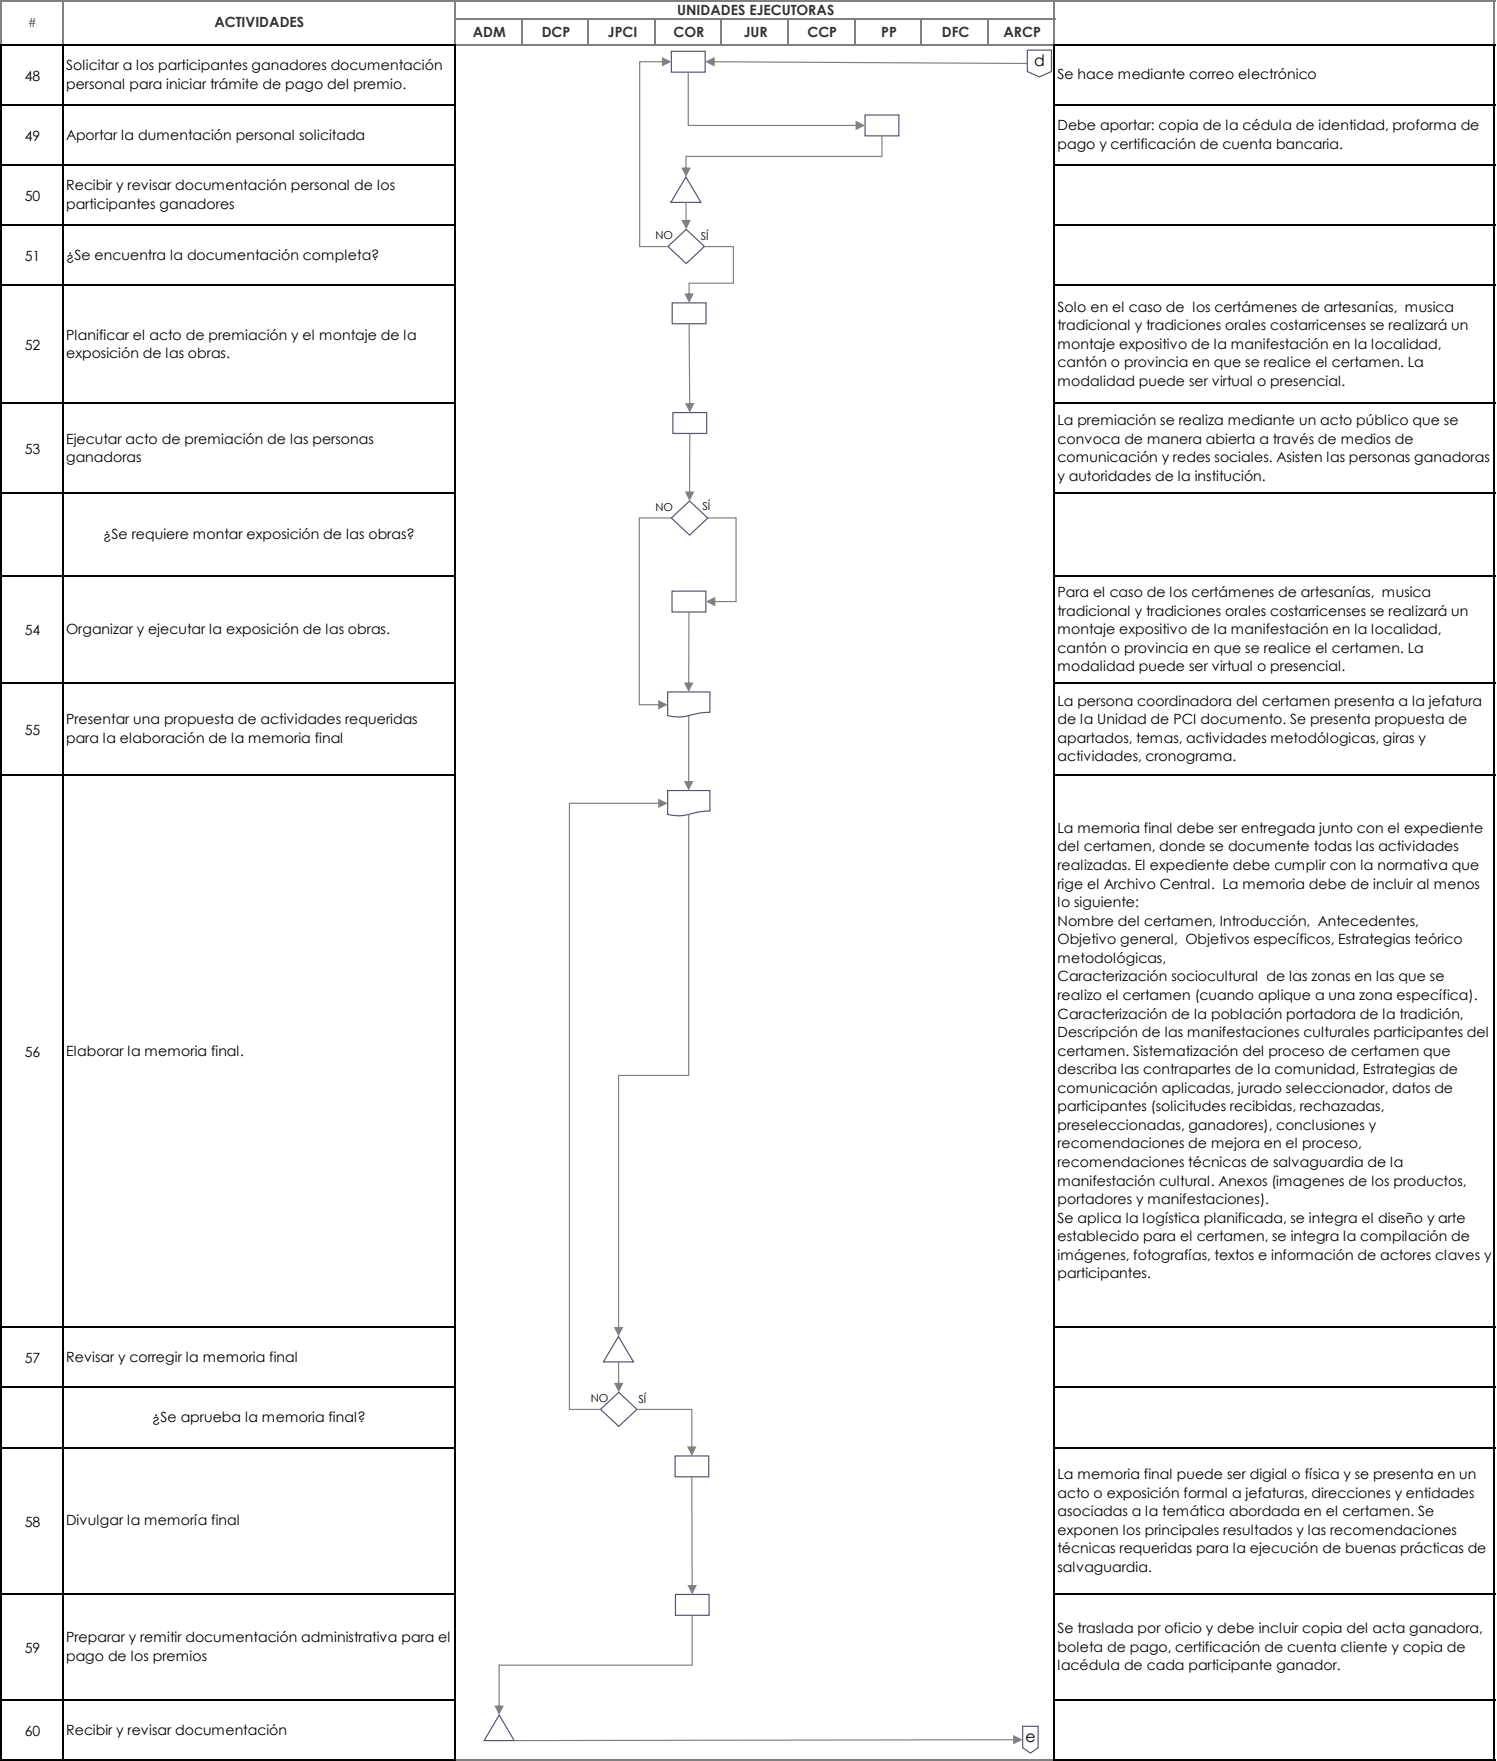 #
ACTIVIDADES
UNIDADES EJECUTORAS
ADM DCP JPCI COR JUR CCP PP DFC ARCP
48
Solicitar a los participantes ganadores documentación
personal para iniciar trámite de pago del premio.
d
Se hace mediante correo electrónico
49
Aportar la dumentación personal solicitada
Debe aportar: copia de la cédula de identidad, proforma de
pago y certificación de cuenta bancaria.
50
Recibir y revisar documentación personal de los
participantes ganadores
51
¿Se encuentra la documentación completa?
NO SÍ
52
Planificar el acto de premiación y el montaje de la
exposición de las obras.
Solo en el caso de los certámenes de artesanías, musica
tradicional y tradiciones orales costarricenses se realizará un
montaje expositivo de la manifestación en la localidad,
cantón o provincia en que se realice el certamen. La
modalidad puede ser virtual o presencial.
53
Ejecutar acto de premiación de las personas
ganadoras
La premiación se realiza mediante un acto público que se
convoca de manera abierta a través de medios de
comunicación y redes sociales. Asisten las personas ganadoras
y autoridades de la institución.
¿Se requiere montar exposición de las obras?
NO SÍ
54
Organizar y ejecutar la exposición de las obras.
Para el caso de los certámenes de artesanías, musica
tradicional y tradiciones orales costarricenses se realizará un
montaje expositivo de la manifestación en la localidad,
cantón o provincia en que se realice el certamen. La
modalidad puede ser virtual o presencial.
55
Presentar una propuesta de actividades requeridas
para la elaboración de la memoria final
La persona coordinadora del certamen presenta a la jefatura
de la Unidad de PCI documento. Se presenta propuesta de
apartados, temas, actividades metodólogicas, giras y
actividades, cronograma.
56
Elaborar la memoria final.
La memoria final debe ser entregada junto con el expediente
del certamen, donde se documente todas las actividades
realizadas. El expediente debe cumplir con la normativa que
rige el Archivo Central. La memoria debe de incluir al menos
lo siguiente:
Nombre del certamen, Introducción, Antecedentes,
Objetivo general, Objetivos específicos, Estrategias teórico
metodológicas,
Caracterización sociocultural de las zonas en las que se
realizo el certamen (cuando aplique a una zona específica).
Caracterización de la población portadora de la tradición,
Descripción de las manifestaciones culturales participantes del
certamen. Sistematización del proceso de certamen que
describa las contrapartes de la comunidad, Estrategias de
comunicación aplicadas, jurado seleccionador, datos de
participantes (solicitudes recibidas, rechazadas,
preseleccionadas, ganadores), conclusiones y
recomendaciones de mejora en el proceso,
recomendaciones técnicas de salvaguardia de la
manifestación cultural. Anexos (imagenes de los productos,
portadores y manifestaciones).
Se aplica la logística planificada, se integra el diseño y arte
establecido para el certamen, se integra la compilación de
imágenes, fotografías, textos e información de actores claves y
participantes.
57
Revisar y corregir la memoria final
¿Se aprueba la memoria final?
NO SÍ
58
Divulgar la memoría final
La memoria final puede ser digial o física y se presenta en un
acto o exposición formal a jefaturas, direcciones y entidades
asociadas a la temática abordada en el certamen. Se
exponen los principales resultados y las recomendaciones
técnicas requeridas para la ejecución de buenas prácticas de
salvaguardia.
59
Preparar y remitir documentación administrativa para el
pago de los premios
Se traslada por oficio y debe incluir copia del acta ganadora,
boleta de pago, certificación de cuenta cliente y copia de
lacédula de cada participante ganador.
60
Recibir y revisar documentación
e